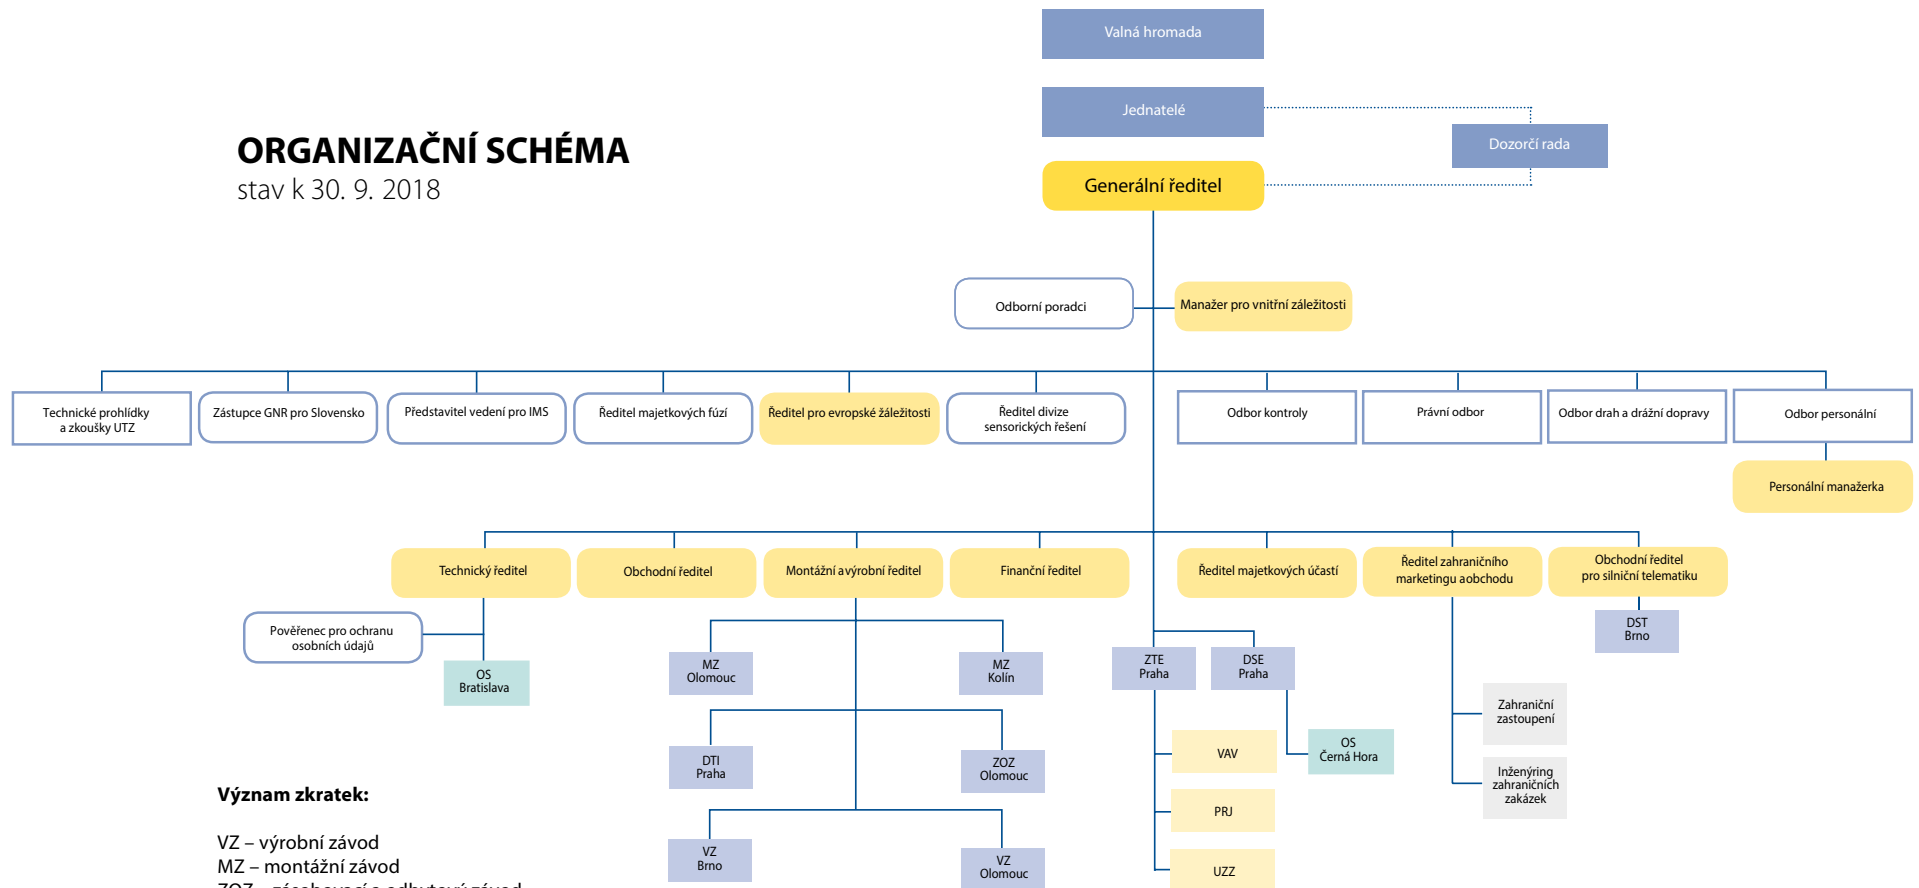 Valná hromada
Jednatelé
Dozorčí rada
ORGANIZAČNÍ SCHÉMA
stav k 30. 9. 2018
Generální ředitel
Odborní poradci
Manažer pro vnitřní záležitosti
Technické prohlídky
a zkoušky UTZ
Zástupce GNR pro Slovensko
Představitel vedení pro IMS
Ředitel majetkových fúzí
Ředitel pro evropské žáležitosti
Ředitel divize
sensorických řešení
Odbor kontroly
Právní odbor
Odbor drah a drážní dopravy
Odbor personální
Personální manažerka
Technický ředitel
Obchodní ředitel
Montážní a výrobní ředitel
Finanční ředitel
Ředitel majetkových účastí
Ředitel zahraničního
marketingu a obchodu
Obchodní ředitel
pro silniční telematiku
Pověřenec pro ochranu
osobních údajů
OS
Bratislava
MZ
Olomouc
MZ
Kolín
ZTE
Praha
DSE
Praha
DST
Brno
DTI
Praha
ZOZ
Olomouc
VAV
OS
Černá Hora
Zahraniční
zastoupení
Inženýring
zahraničních
zakázek
PRJ
VZ
Brno
VZ
Olomouc
UZZ
Význam zkratek:
VZ – výrobní závod
MZ – montážní závod
ZOZ – zásobovací a odbytový závod